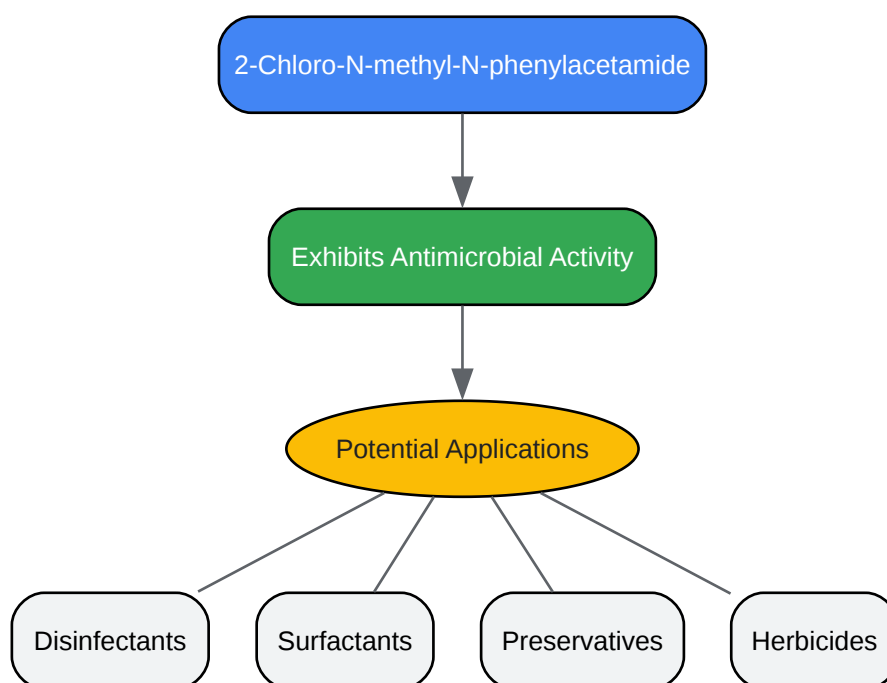 2-Chloro-N-methyl-N-phenylacetamide
Exhibits Antimicrobial Activity
Potential Applications
Disinfectants
Surfactants
Preservatives
Herbicides